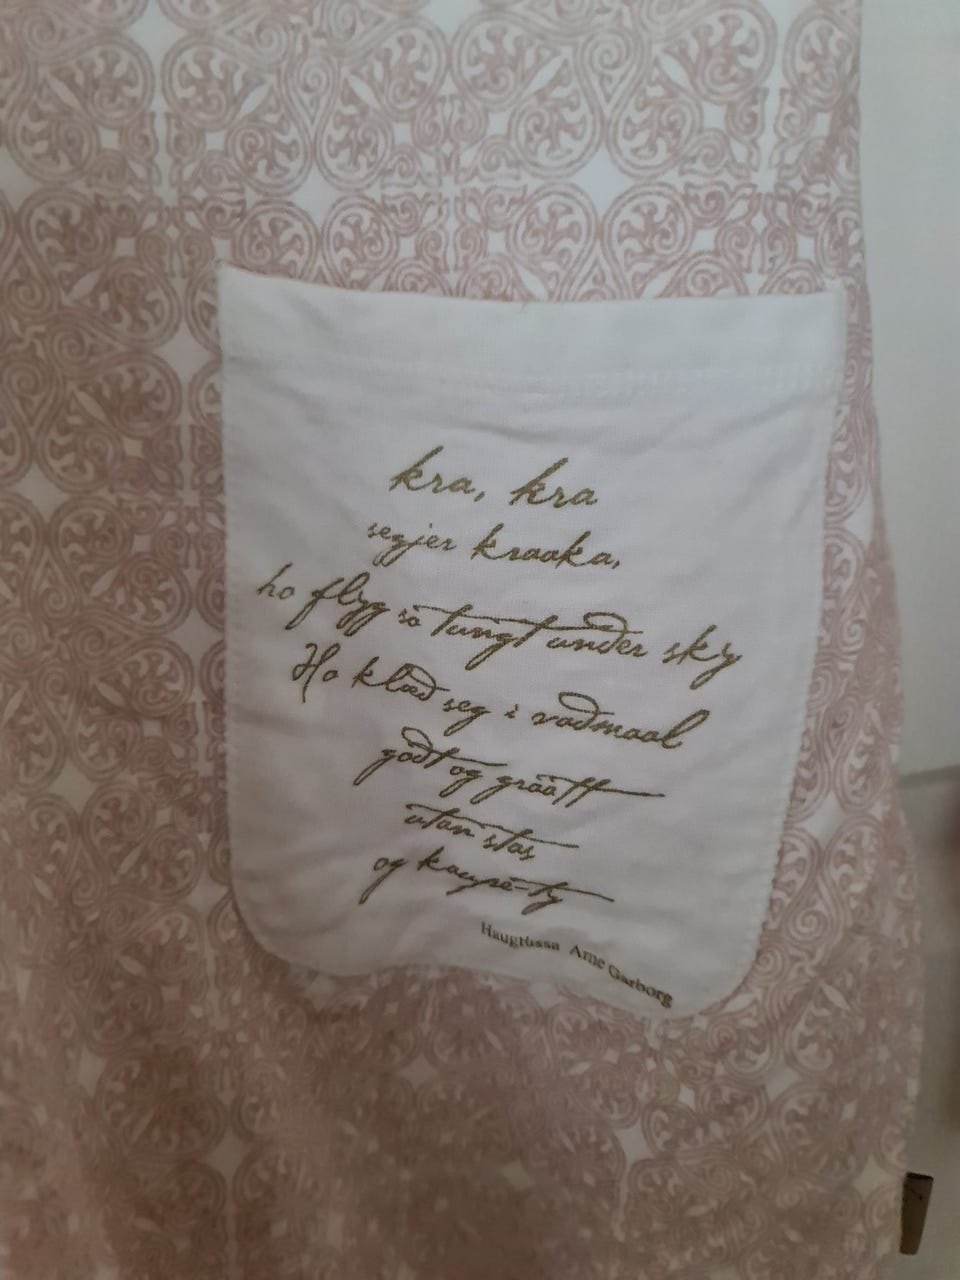 kra, kra
segjer kraaka,
ho flyg so tungt under sky
Ho klæd seg i vadmaal
godt og graatt
utan stas
og kaupe-ty
Haugtussa Arne Garborg